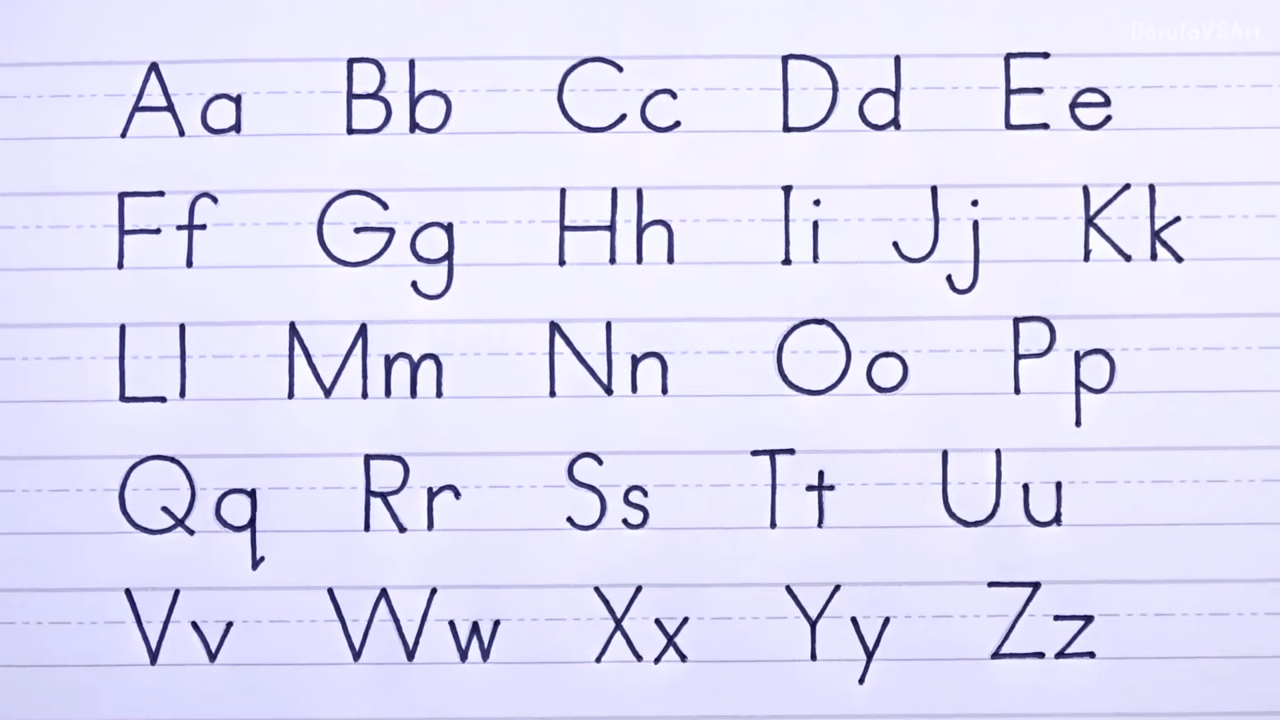 DorufaVSArt
Aa Bb Cc Dd Ee
Ff Gg Hh Ii Jj Kk
Ll Mm Nn Oo Pp
Qq Rr Ss Tt Uu
Vv Ww Xx Yy Zz